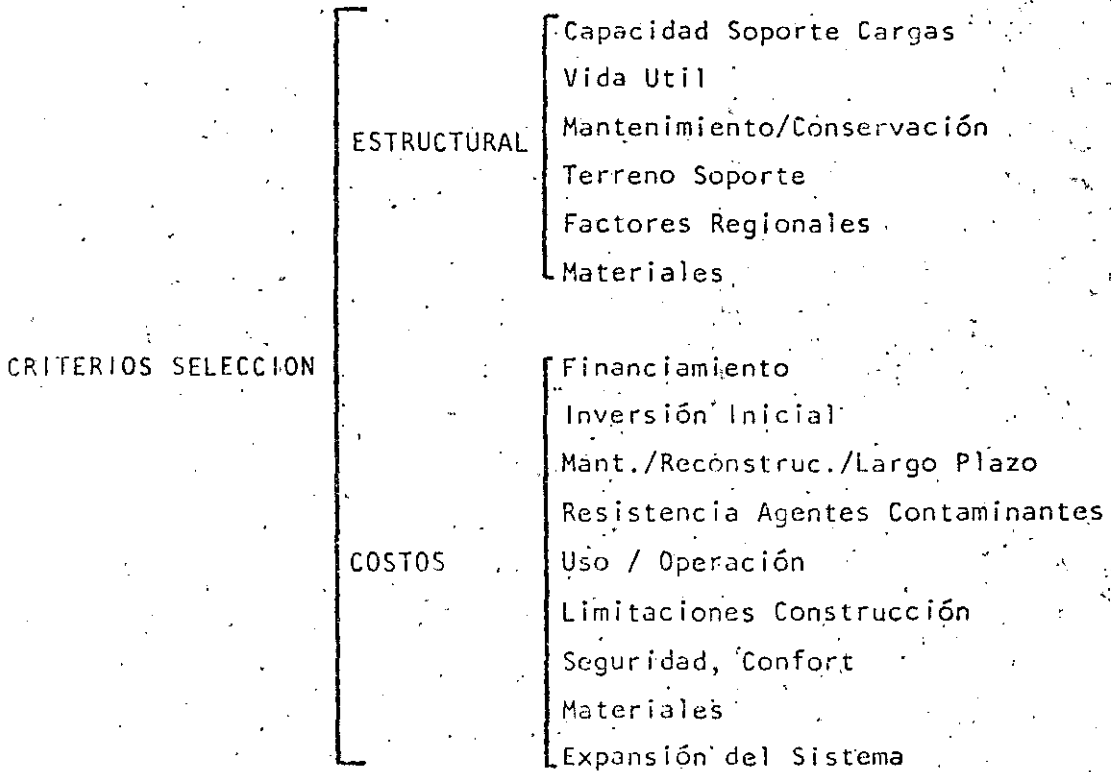 Capacidad Soporte Cargas
Vida Util
Mantenimiento/Conservación
ESTRUCTURAL
Terreno Soporte
Factores Regionales
Materiales
CRITERIOS SELECCION
Financiamiento
Inversión Inicial
Mant./Reconstruc./Largo Plazo
Resistencia Agentes Contaminantes
COSTOS
Uso / Operación
Limitaciones Construcción
Seguridad, Confort
Materiales
Expansión del Sistema